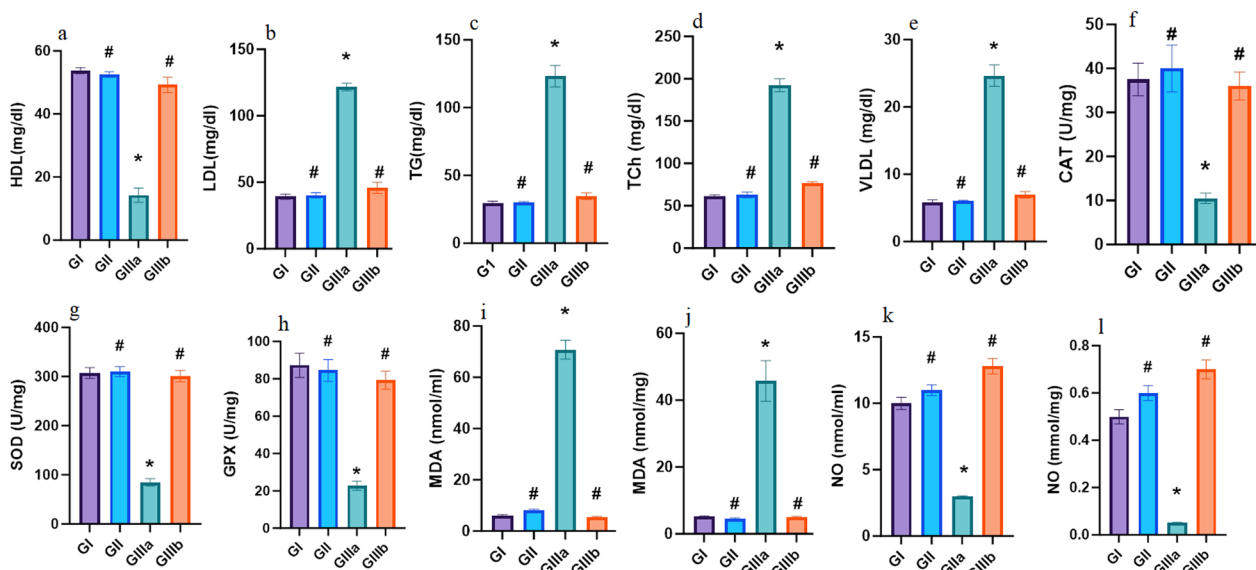 a
HDL(mg/dl)
60
40
20
0
#
*
#
GI
GII
GIIIa
GIIIb
b
LDL(mg/dl)
150
100
50
0
#
*
#
GI
GII
GIIIa
GIIIb
c
TG(mg/dl)
150
100
50
0
#
*
#
G1
GII
GIIIa
GIIIb
d
TCh (mg/dl)
250
200
150
100
50
0
#
*
#
GI
GII
GIIIa
GIIIb
e
VLDL (mg/dl)
30
20
10
0
#
*
#
GI
GII
GIIIa
GIIIb
f
CAT (U/mg)
50
40
30
20
10
0
#
*
#
GI
GII
GIIIa
GIIIb
g
SOD (U/mg)
400
300
200
100
0
#
*
#
GI
GII
GIIIa
GIIIb
h
GPX (U/mg)
100
80
60
40
20
0
#
*
#
GI
GII
GIIIa
GIIIb
i
MDA (nmol/ml)
80
60
40
20
0
#
*
#
GI
GII
GIIIa
GIIIb
j
MDA (nmol/mg)
60
40
20
0
#
*
#
GI
GII
GIIIa
GIIIb
k
NO (nmol/ml)
15
10
5
0
#
*
#
GI
GII
GIIa
GIIIb
l
NO (nmol/mg)
0.8
0.6
0.4
0.2
0.0
#
*
#
GI
GII
GIIIa
GIIIb